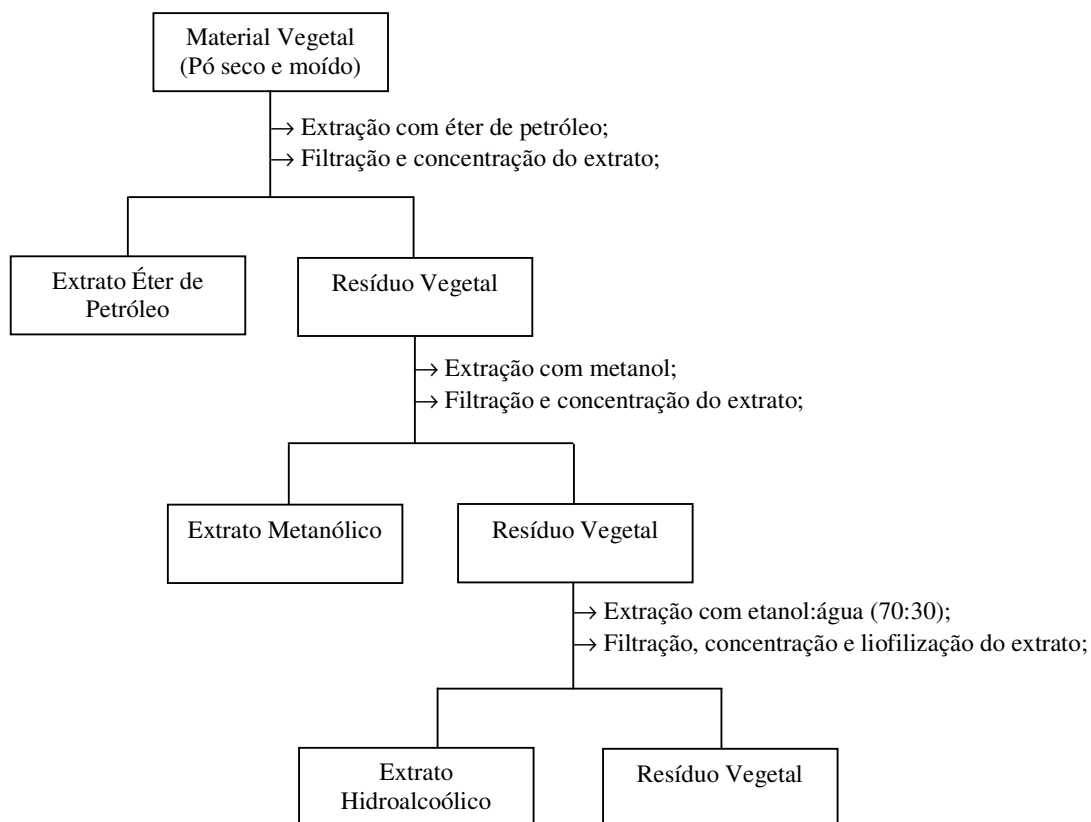 Material Vegetal
(Pó seco e moído)
→ Extração com éter de petróleo;
→ Filtração e concentração do extrato;
Extrato Éter de
Petróleo
Resíduo Vegetal
→ Extração com metanol;
→ Filtração e concentração do extrato;
Extrato Metanólico
Resíduo Vegetal
→ Extração com etanol:água (70:30);
→ Filtração, concentração e liofilização do extrato;
Extrato
Hidroalcoólico
Resíduo Vegetal